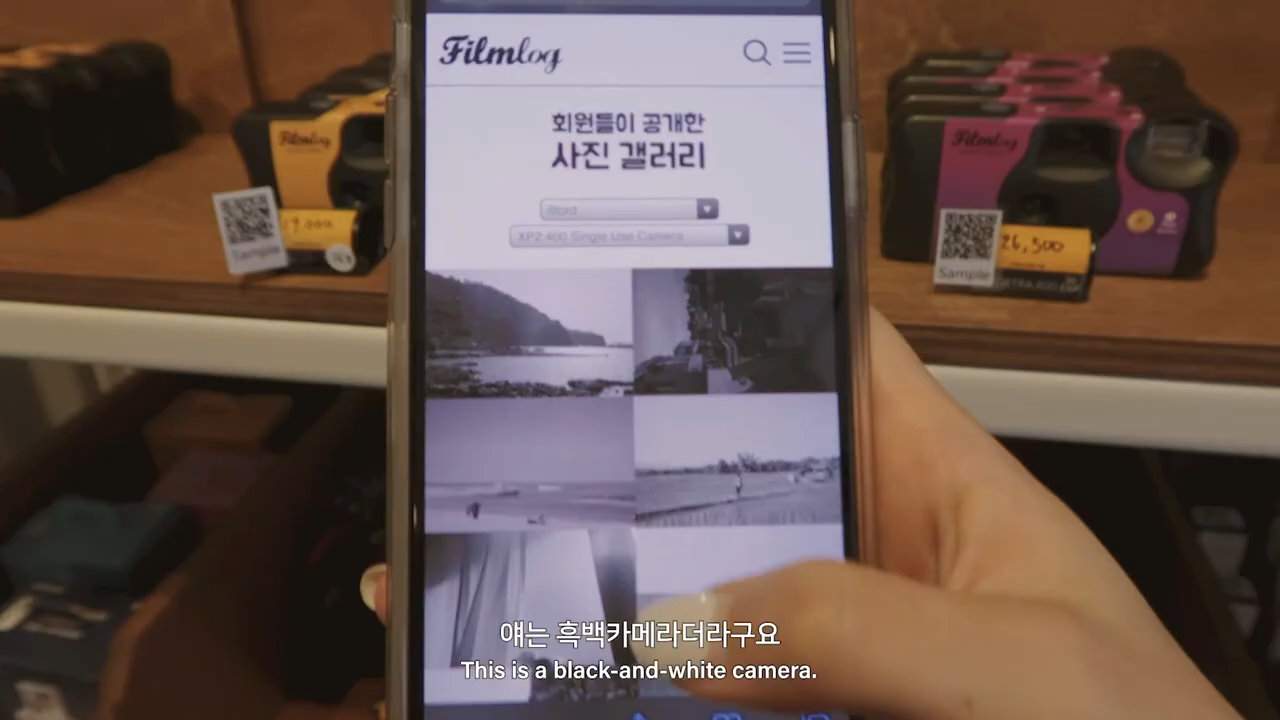 Filmlog
회원들이 공개한
사진 갤러리
Ilford
XP2 400 Single Use Camera
Filmlog
Sample
Filmlog
26,500
Sample
얘는 흑백카메라더라구요
This is a black-and-white camera.